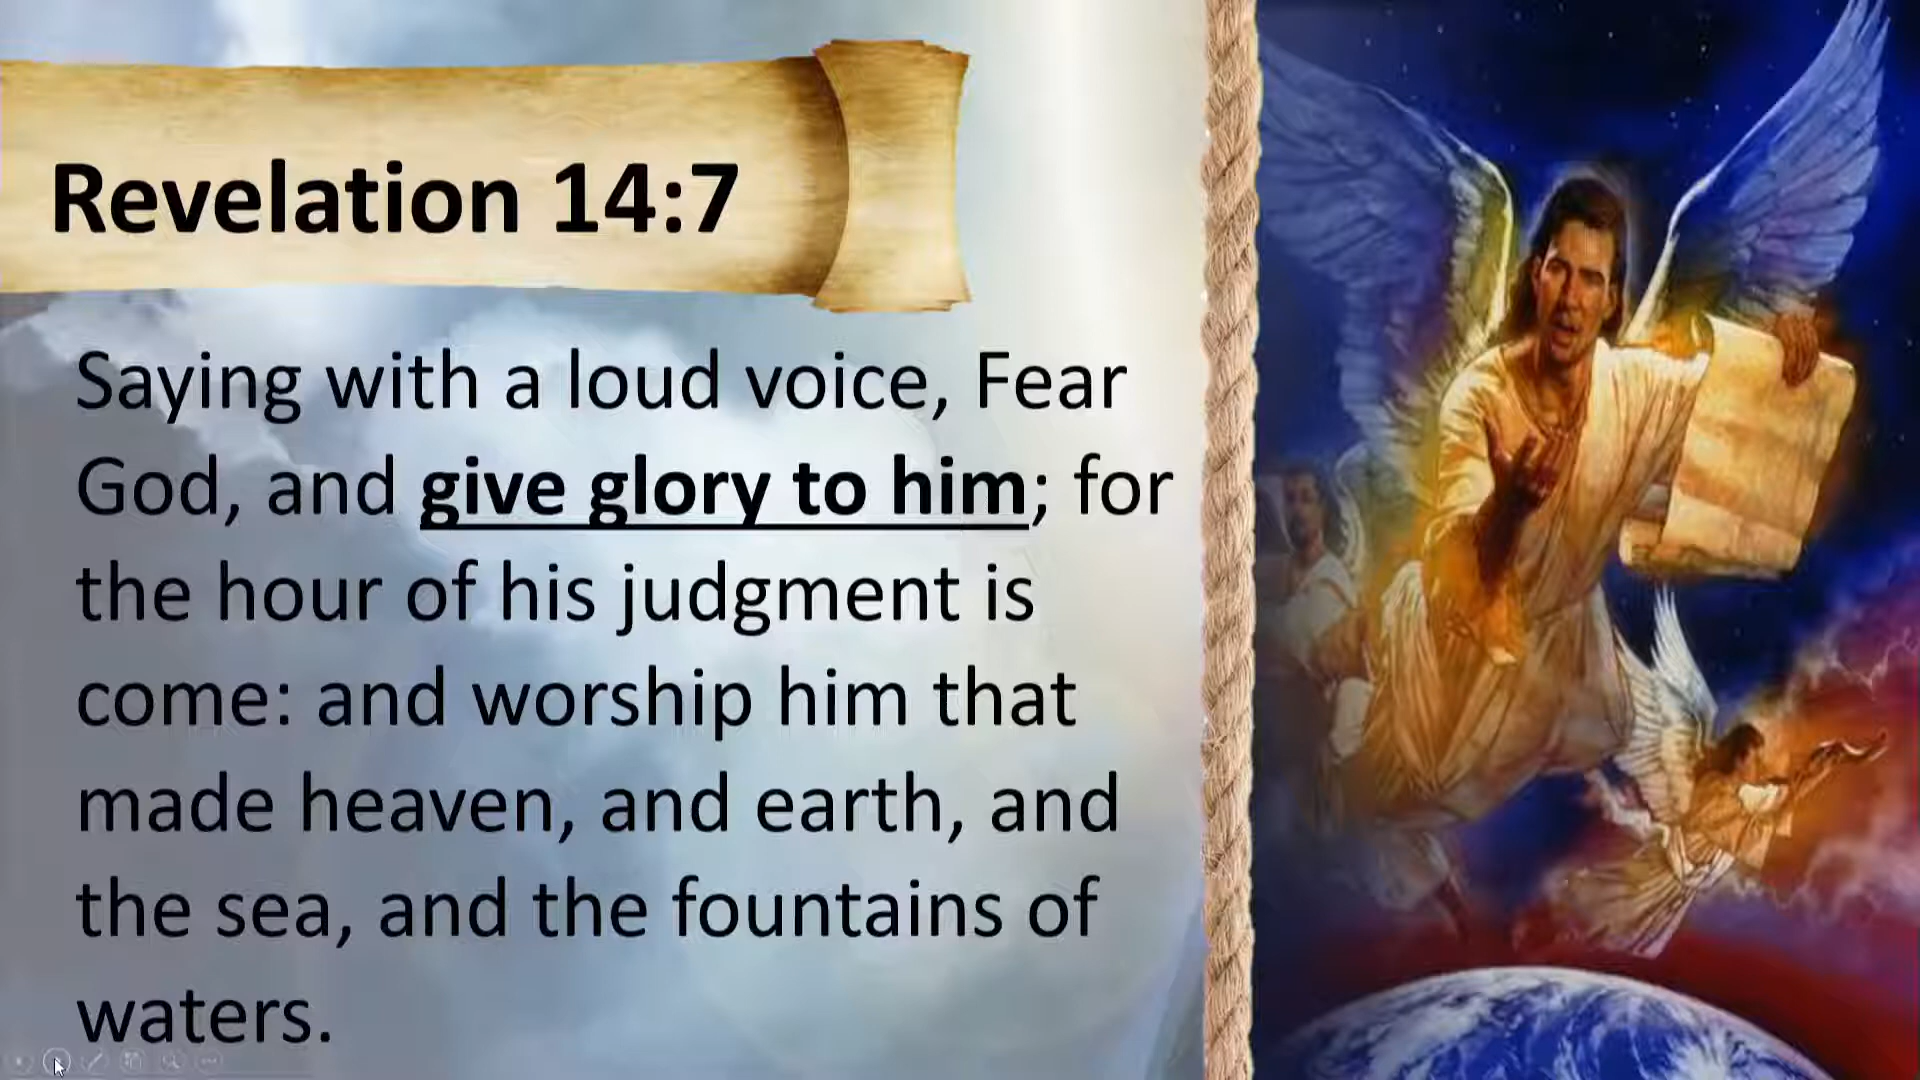 Revelation 14:7
Saying with a loud voice, Fear
God, and give glory to him; for
the hour of his judgment is
come: and worship him that
made heaven, and earth, and
the sea, and the fountains of
waters.